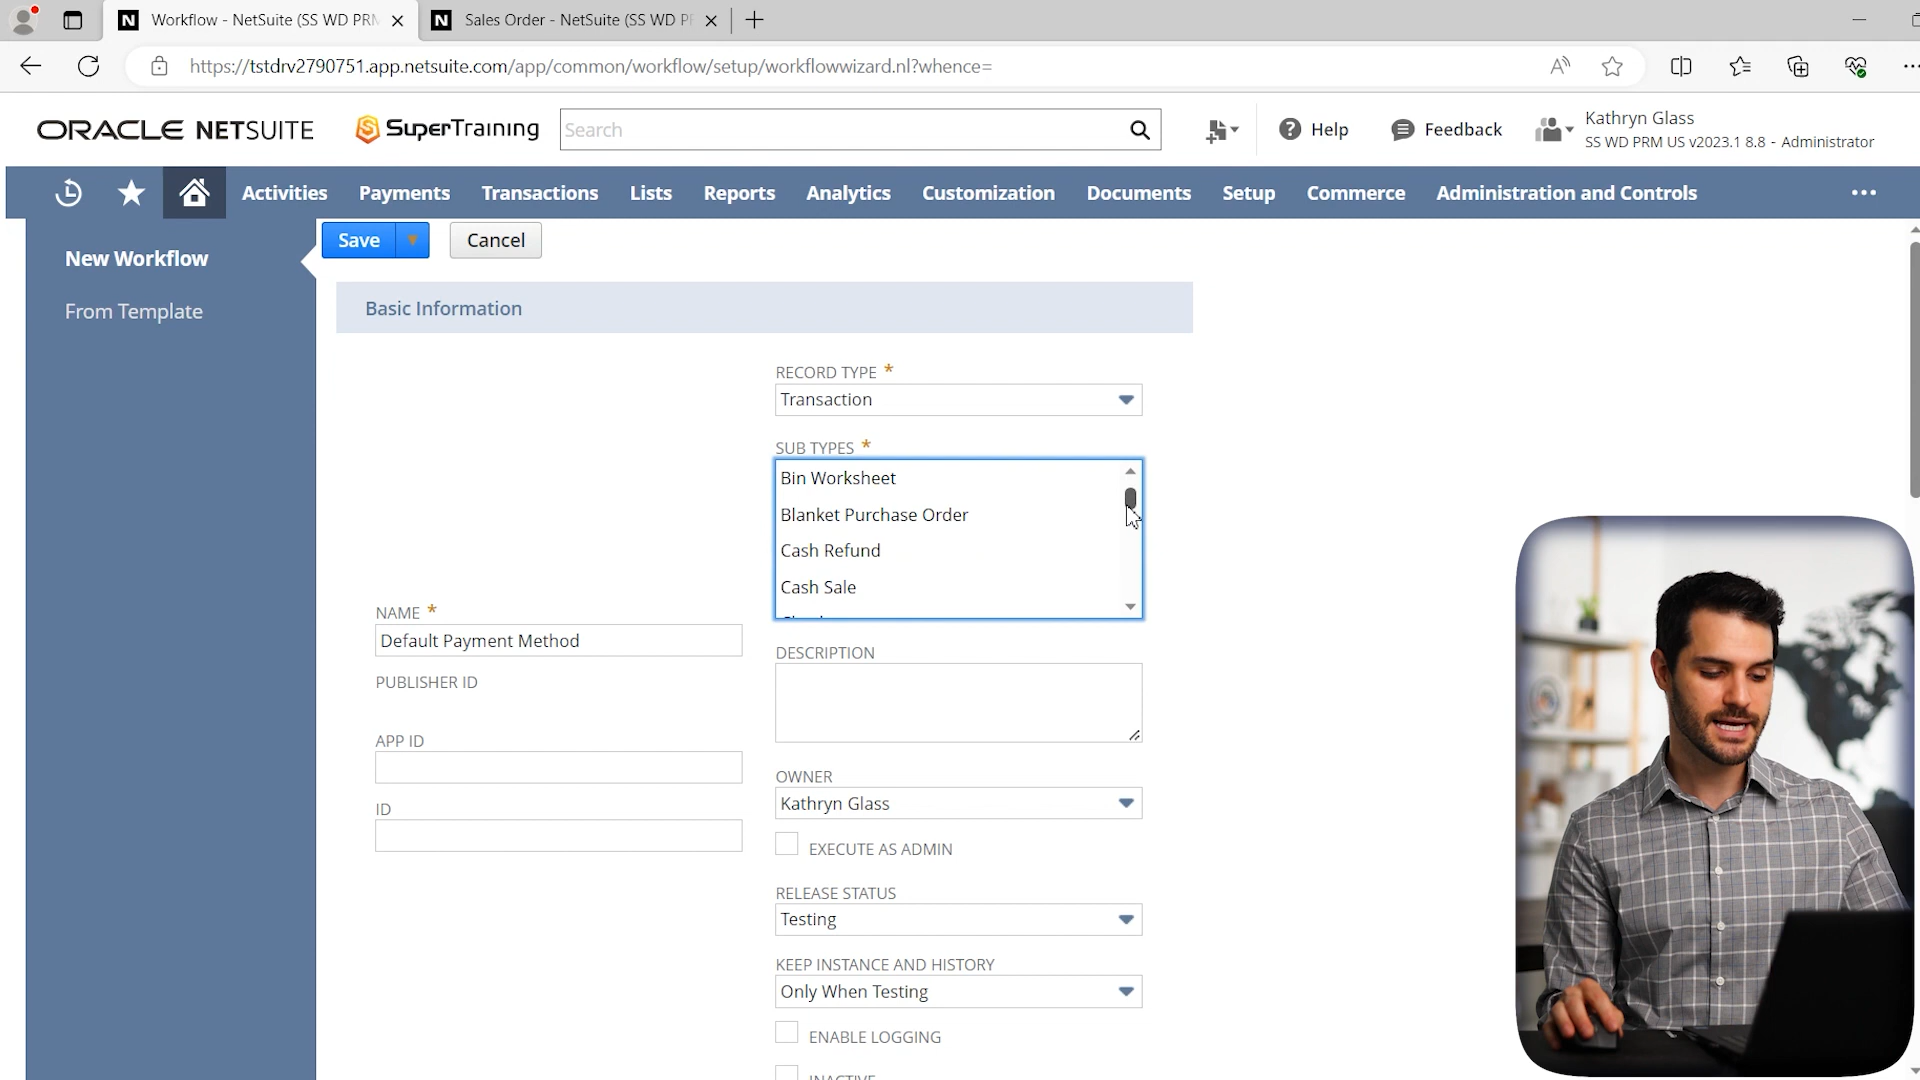 Workflow - NetSuite (SS WD PRM
Sales Order - NetSuite (SS WD PR
https://tstdrv2790751.app.netsuite.com/app/common/workflow/setup/workflowwizard.nl?whence=
ORACLE NETSUITE
SuperTraining
Search
Help
Feedback
Kathryn Glass
SS WD PRM US v2023.1 8.8 - Administrator
Activities
Payments
Transactions
Lists
Reports
Analytics
Customization
Documents
Setup
Commerce
Administration and Controls
New Workflow
From Template
Save
Cancel
Basic Information
RECORD TYPE *
Transaction
SUB TYPES *
Bin Worksheet
Blanket Purchase Order
Cash Refund
Cash Sale
NAME *
Default Payment Method
PUBLISHER ID
APP ID
ID
DESCRIPTION
OWNER
Kathryn Glass
EXECUTE AS ADMIN
RELEASE STATUS
Testing
KEEP INSTANCE AND HISTORY
Only When Testing
ENABLE LOGGING
INACTIVE